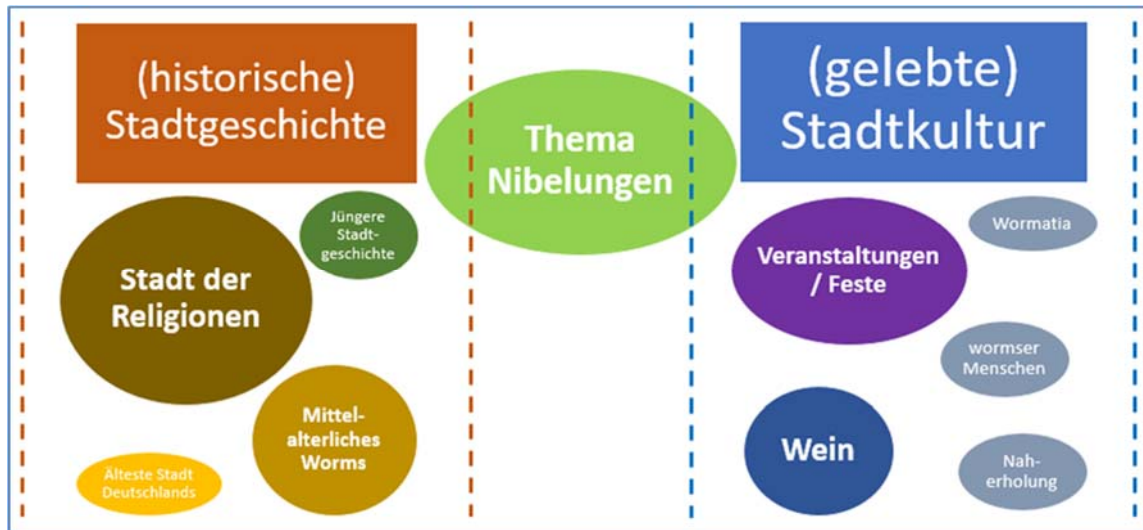 (historische)
Stadtgeschichte
Thema
Nibelungen
(gelebte)
Stadtkultur
Jüngere
Stadt-
geschichte
Stadt der
Religionen
Mittel-
alterliches
Worms
Älteste Stadt
Deutschlands
Veranstaltungen
/ Feste
Wormatia
wormser
Menschen
Wein
Nah-
erholung